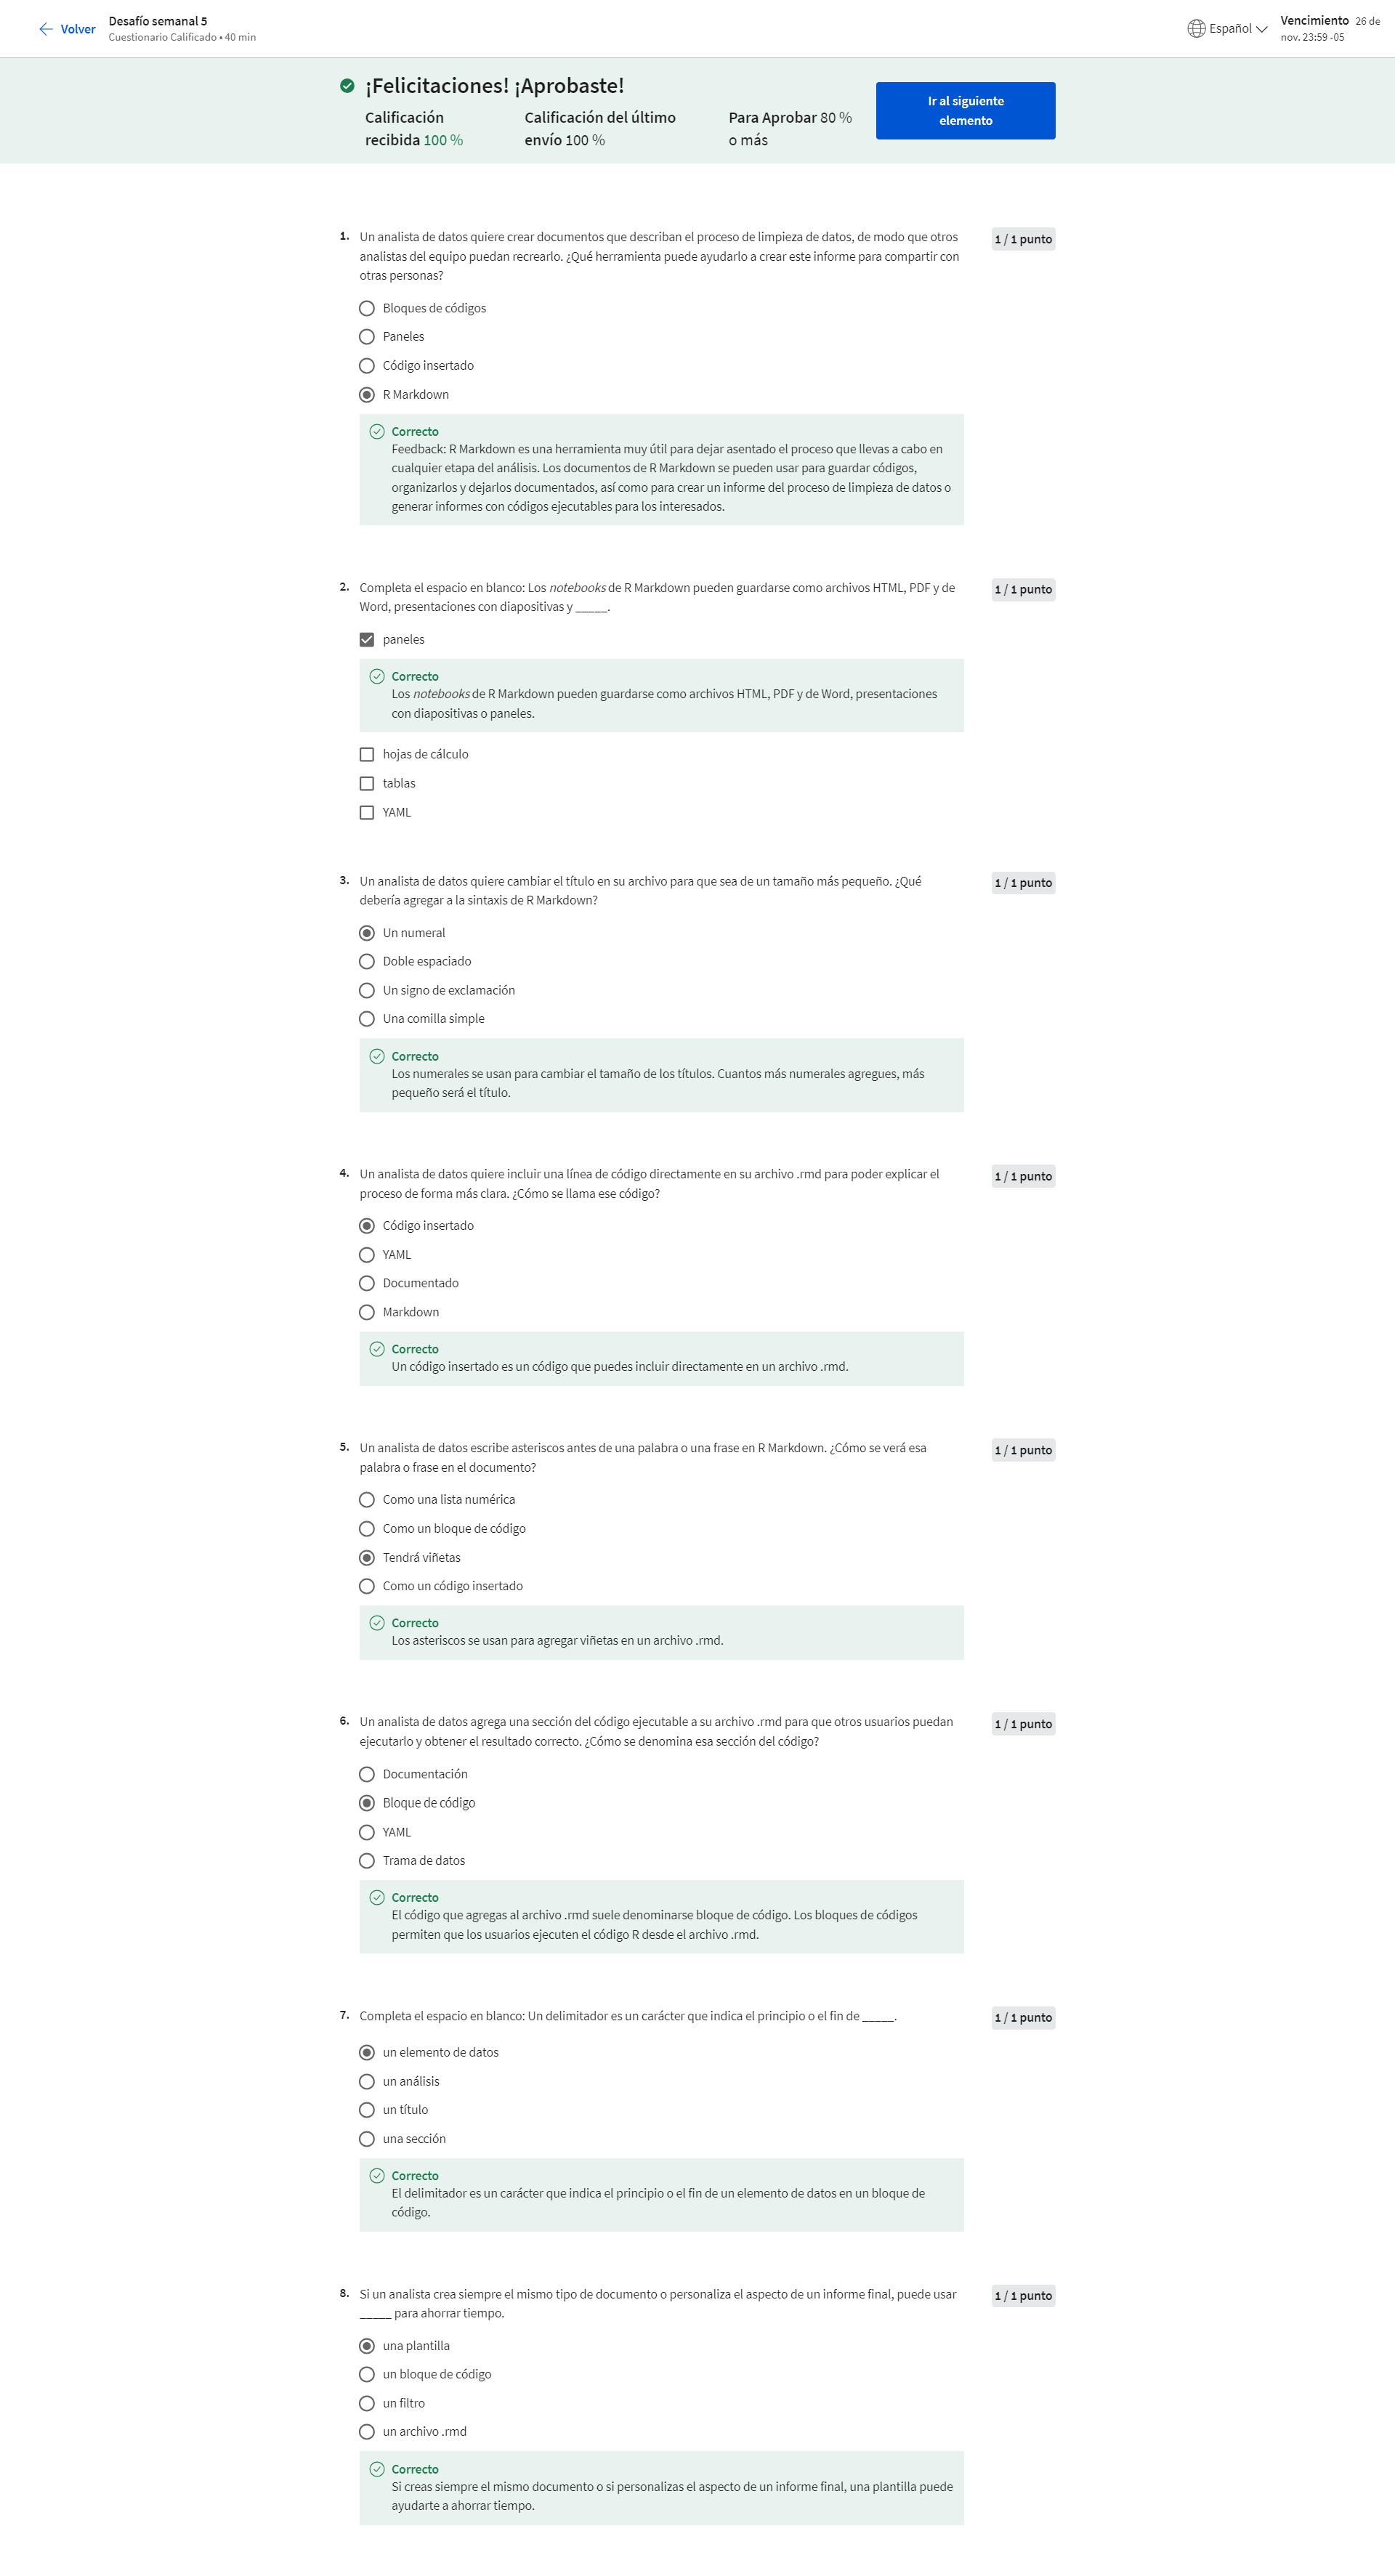 Volver
Desafío semanal 5
Cuestionario Calificado • 40 min
Español
Vencimiento 26 de
nov. 23:59 -05
¡Felicitaciones! ¡Aprobaste!
Calificación
recibida 100 %
Calificación del último
envío 100 %
Para Aprobar 80 %
o más
Ir al siguiente
elemento
1. Un analista de datos quiere crear documentos que describan el proceso de limpieza de datos, de modo que otros
analistas del equipo puedan recrearlo. ¿Qué herramienta puede ayudarlo a crear este informe para compartir con
otras personas?
1 / 1 punto
Bloques de códigos
Paneles
Código insertado
R Markdown
Correcto
Feedback: R Markdown es una herramienta muy útil para dejar asentado el proceso que llevas a cabo en
cualquier etapa del análisis. Los documentos de R Markdown se pueden usar para guardar códigos,
organizarlos y dejarlos documentados, así como para crear un informe del proceso de limpieza de datos o
generar informes con códigos ejecutables para los interesados.
2. Completa el espacio en blanco: Los notebooks de R Markdown pueden guardarse como archivos HTML, PDF y de
Word, presentaciones con diapositivas y _____.
1 / 1 punto
paneles
Correcto
Los notebooks de R Markdown pueden guardarse como archivos HTML, PDF y de Word, presentaciones
con diapositivas o paneles.
hojas de cálculo
tablas
YAML
3. Un analista de datos quiere cambiar el título en su archivo para que sea de un tamaño más pequeño. ¿Qué
debería agregar a la sintaxis de R Markdown?
1 / 1 punto
Un numeral
Doble espaciado
Un signo de exclamación
Una comilla simple
Correcto
Los numerales se usan para cambiar el tamaño de los títulos. Cuantos más numerales agregues, más
pequeño será el título.
4. Un analista de datos quiere incluir una línea de código directamente en su archivo .rmd para poder explicar el
proceso de forma más clara. ¿Cómo se llama ese código?
1 / 1 punto
Código insertado
YAML
Documentado
Markdown
Correcto
Un código insertado es un código que puedes incluir directamente en un archivo .rmd.
5. Un analista de datos escribe asteriscos antes de una palabra o una frase en R Markdown. ¿Cómo se verá esa
palabra o frase en el documento?
1 / 1 punto
Como una lista numérica
Como un bloque de código
Tendrá viñetas
Como un código insertado
Correcto
Los asteriscos se usan para agregar viñetas en un archivo .rmd.
6. Un analista de datos agrega una sección del código ejecutable a su archivo .rmd para que otros usuarios puedan
ejecutarlo y obtener el resultado correcto. ¿Cómo se denomina esa sección del código?
1 / 1 punto
Documentación
Bloque de código
YAML
Trama de datos
Correcto
El código que agregas al archivo .rmd suele denominarse bloque de código. Los bloques de códigos
permiten que los usuarios ejecuten el código R desde el archivo .rmd.
7. Completa el espacio en blanco: Un delimitador es un carácter que indica el principio o el fin de _____.
1 / 1 punto
un elemento de datos
un análisis
un título
una sección
Correcto
El delimitador es un carácter que indica el principio o el fin de un elemento de datos en un bloque de
código.
8. Si un analista crea siempre el mismo tipo de documento o personaliza el aspecto de un informe final, puede usar
_____ para ahorrar tiempo.
1 / 1 punto
una plantilla
un bloque de código
un filtro
un archivo .rmd
Correcto
Si creas siempre el mismo documento o si personalizas el aspecto de un informe final, una plantilla puede
ayudarte a ahorrar tiempo.